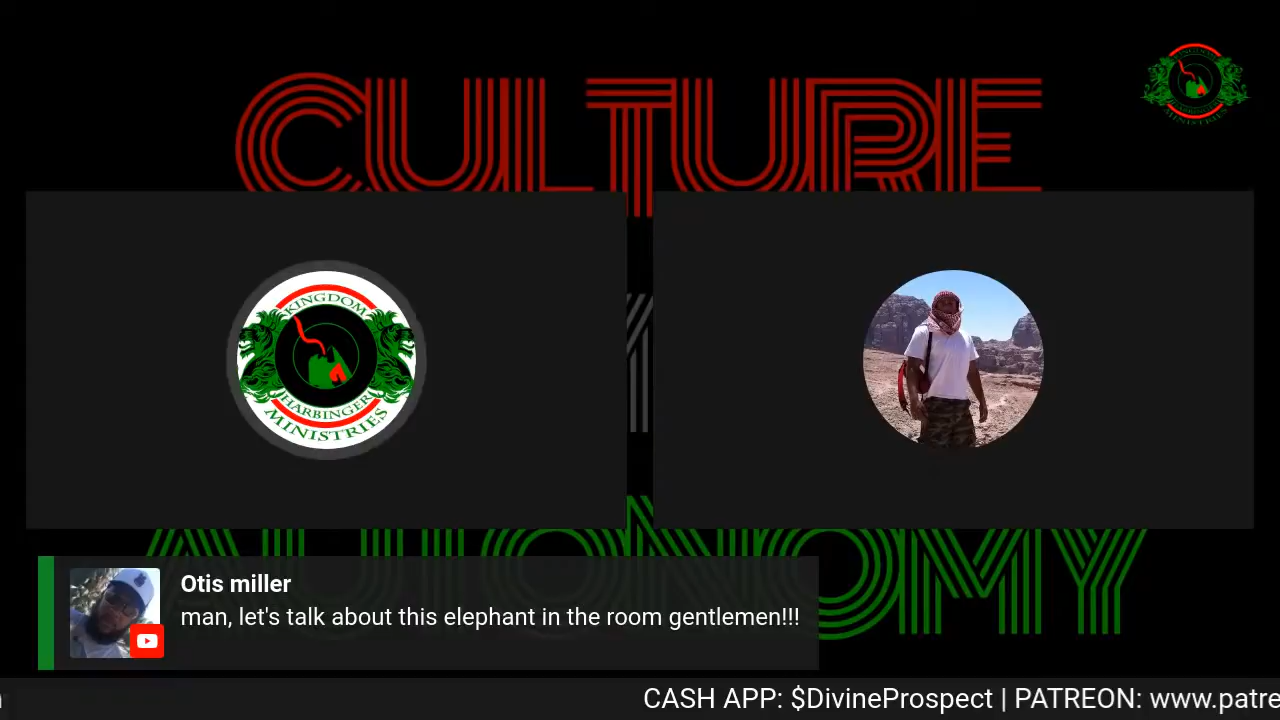 CULTURE
KINGDOM
HARBINGER
MINISTRIES
AUTONOMY
Otis miller
man, let's talk about this elephant in the room gentlemen!!!
CASH APP: $DivineProspect | PATREON: www.patre